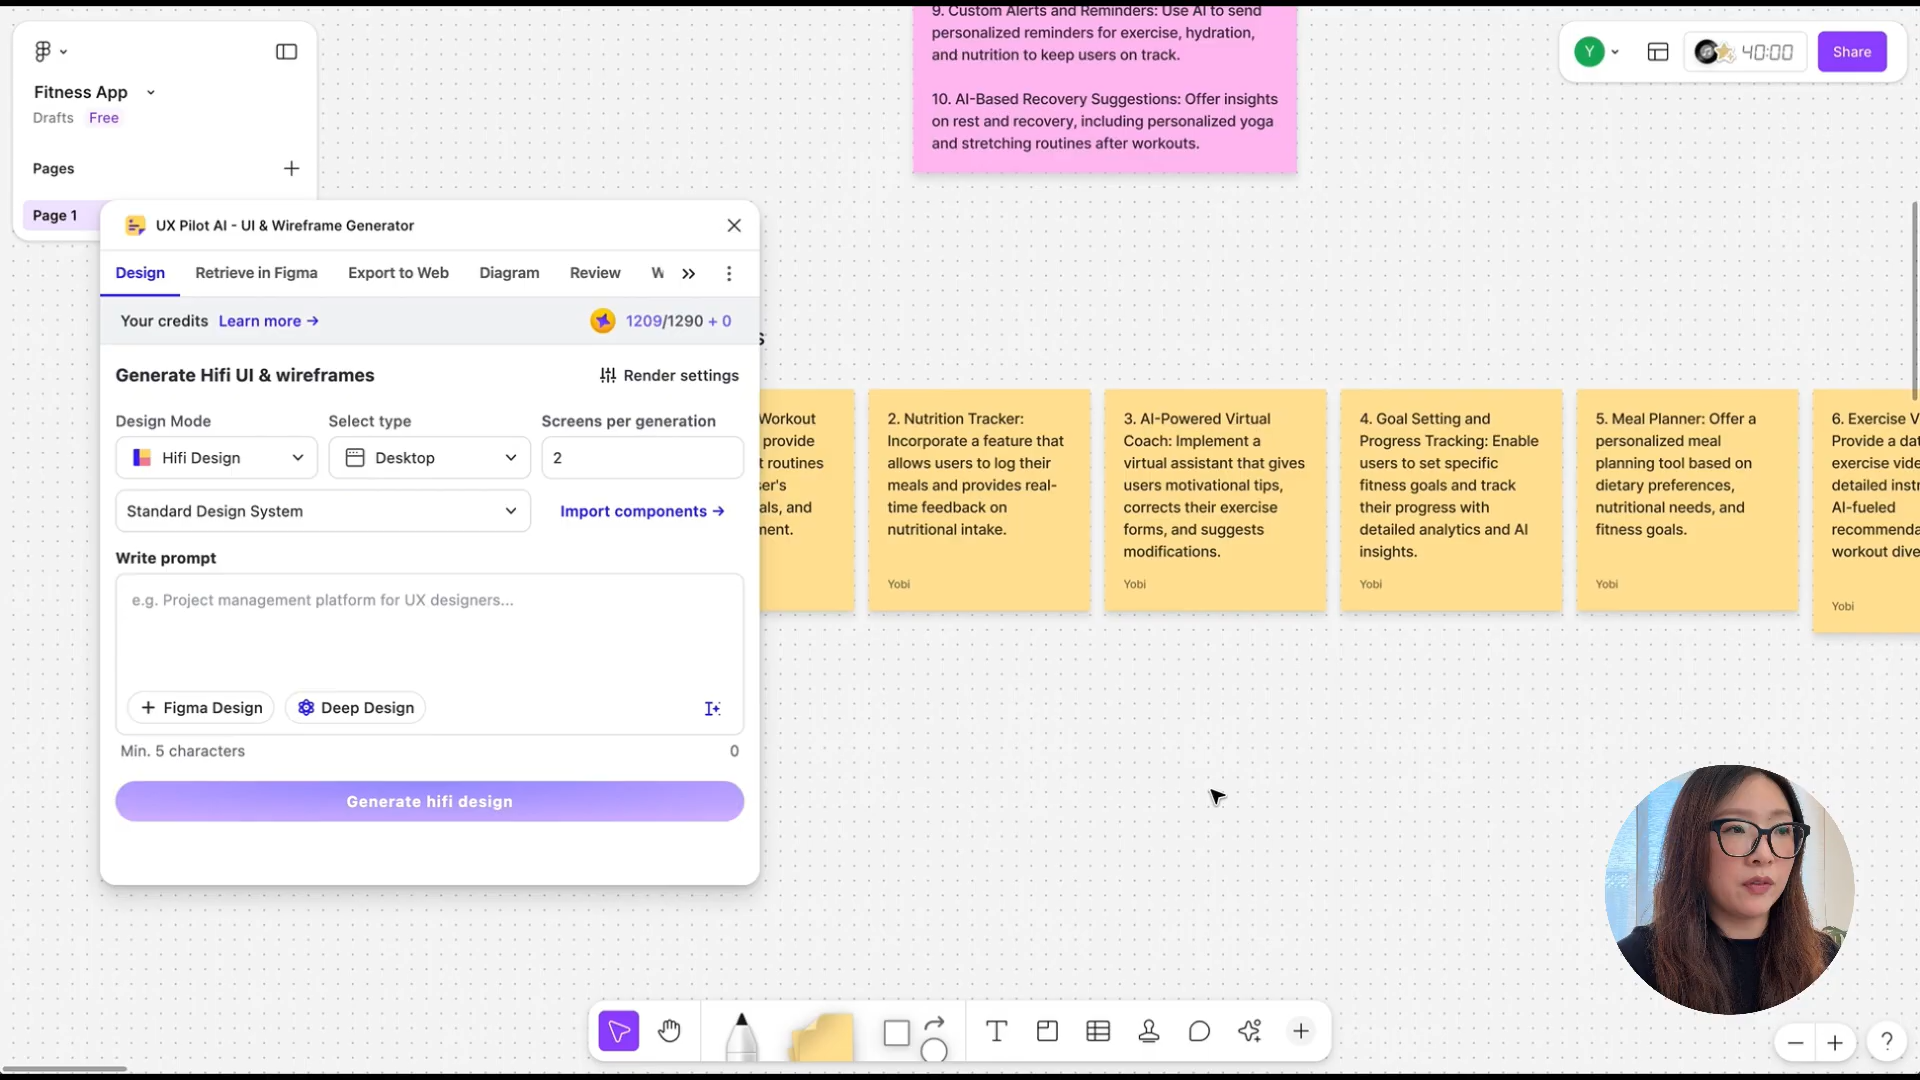 9. Custom Alerts and Reminders: Use AI to send
personalized reminders for exercise, hydration,
and nutrition to keep users on track.
10. AI-Based Recovery Suggestions: Offer insights
on rest and recovery, including personalized yoga
and stretching routines after workouts.
Y
40:00
Share
Fitness App
Drafts Free
Pages
Page 1
UX Pilot AI - UI & Wireframe Generator
Design Retrieve in Figma Export to Web Diagram Review W
Your credits Learn more →
1209/1290 + 0
Generate Hifi UI & wireframes
Render settings
Design Mode
Select type
Screens per generation
Hifi Design
Desktop
2
Standard Design System
Import components →
Write prompt
e.g. Project management platform for UX designers...
+ Figma Design
Deep Design
Min. 5 characters
0
Generate hifi design
s
Workout
provide
t routines
ser's
als, and
ment.
2. Nutrition Tracker:
Incorporate a feature that
allows users to log their
meals and provides real-
time feedback on
nutritional intake.
Yobi
3. AI-Powered Virtual
Coach: Implement a
virtual assistant that gives
users motivational tips,
corrects their exercise
forms, and suggests
modifications.
Yobi
4. Goal Setting and
Progress Tracking: Enable
users to set specific
fitness goals and track
their progress with
detailed analytics and AI
insights.
Yobi
5. Meal Planner: Offer a
personalized meal
planning tool based on
dietary preferences,
nutritional needs, and
fitness goals.
Yobi
6. Exercise V
Provide a dat
exercise vide
detailed instr
AI-fueled
recommenda
workout dive
Yobi
T
?